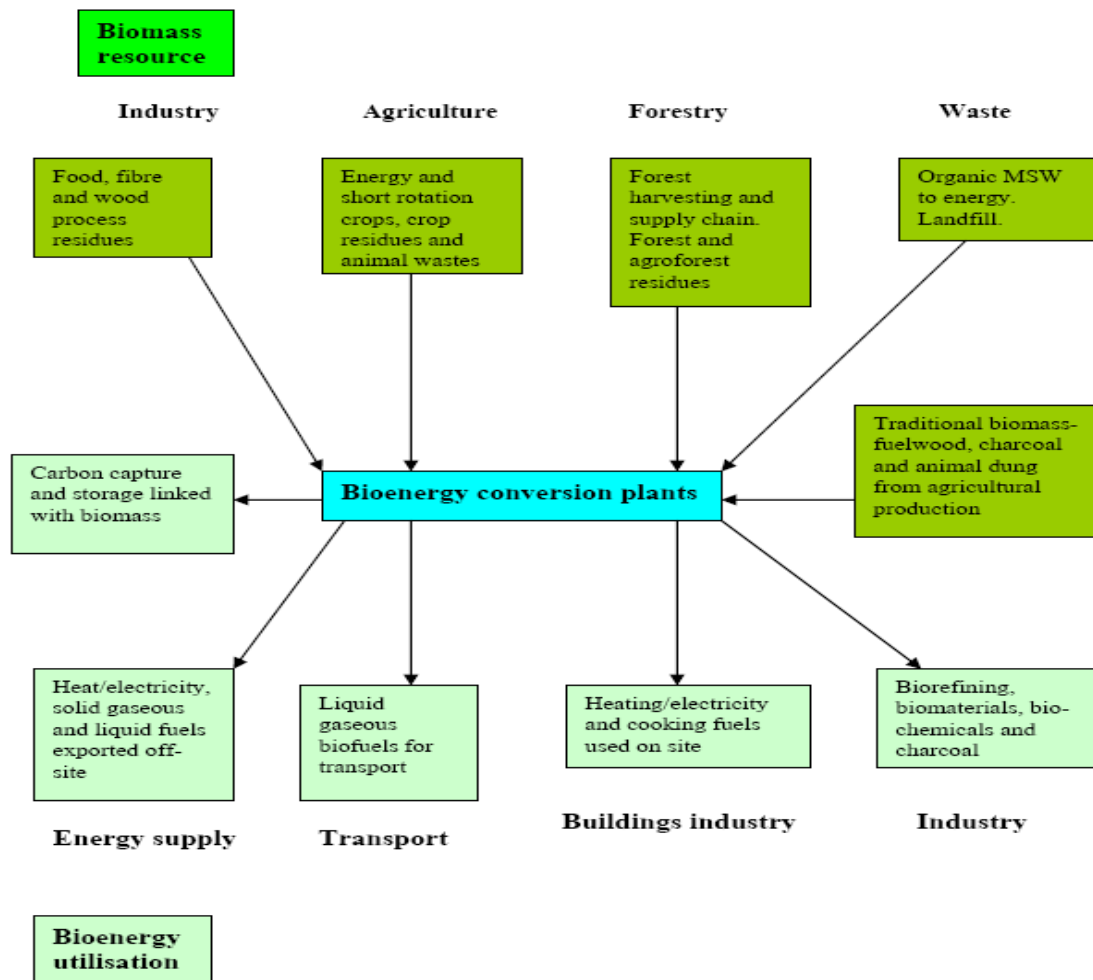 Biomass
resource
Industry
Agriculture
Forestry
Waste
Food, fibre
and wood
process
residues
Energy and
short rotation
crops, crop
residues and
animal wastes
Forest
harvesting and
supply chain.
Forest and
agroforest
residues
Organic MSW
to energy.
Landfill.
Carbon capture
and storage linked
with biomass
Bioenergy conversion plants
Traditional biomass-
fuelwood, charcoal
and animal dung
from agricultural
production
Heat/electricity,
solid gaseous
and liquid fuels
exported off-
site
Liquid
gaseous
biofuels for
transport
Heating/electricity
and cooking fuels
used on site
Biorefining,
biomaterials, bio-
chemicals and
charcoal
Energy supply
Transport
Buildings industry
Industry
Bioenergy
utilisation